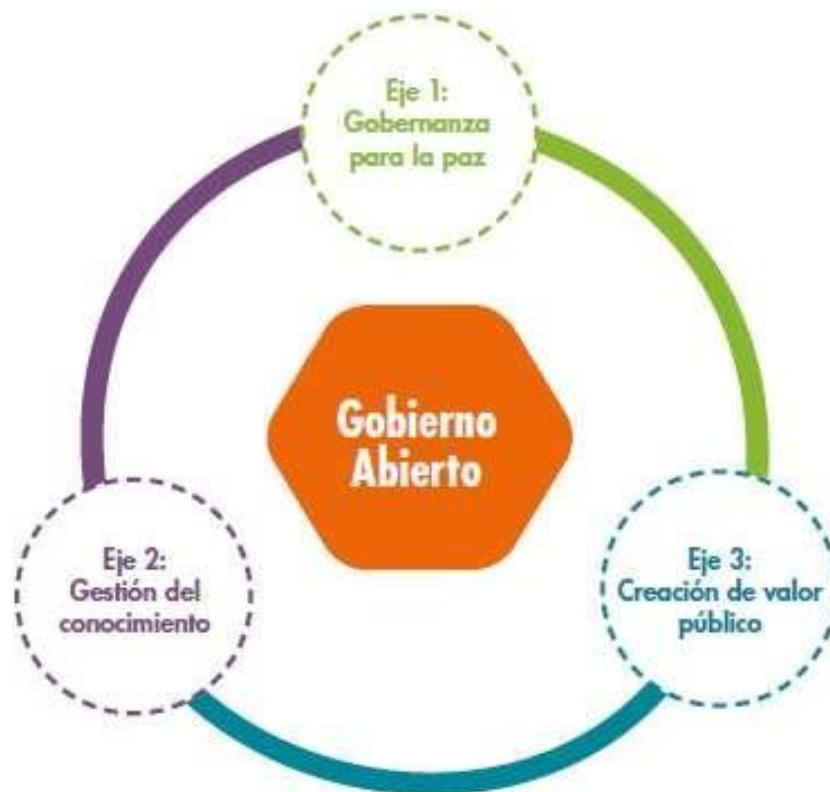 Eje 1:
Gobernanza
para la paz
Gobierno
Abierto
Eje 2:
Gestión del
conocimiento
Eje 3:
Creación de valor
público